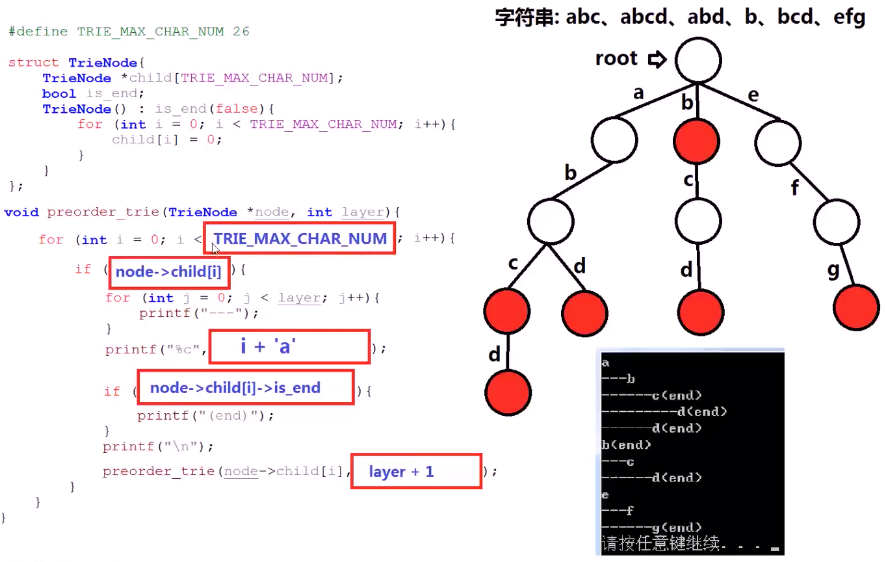 #define TRIE_MAX_CHAR_NUM 26
struct TrieNode{
TrieNode *child[TRIE_MAX_CHAR_NUM];
bool is_end;
TrieNode() : is_end(false){
for (int i = 0; i < TRIE_MAX_CHAR_NUM; i++){
child[i] = 0;
}
}
};
void preorder_trie(TrieNode *node, int layer){
for (int i = 0; i < TRIE_MAX_CHAR_NUM ; i++){
if ( node->child[i] ){
for (int j = 0; j < layer; j++){
printf("---");
}
printf("%c", i + 'a' );
if ( node->child[i]->is_end ){
printf("(end)");
}
printf("\n");
preorder_trie(node->child[i], layer + 1 );
}
}
}
字符串: abc、abcd、abd、b、bcd、efg
root
a
b
e
b
c
f
c
d
d
g
d
a
---b
------c(end)
---------d(end)
------d(end)
b(end)
---c
------d(end)
e
---f
------g(end)
请按任意键继续. . .